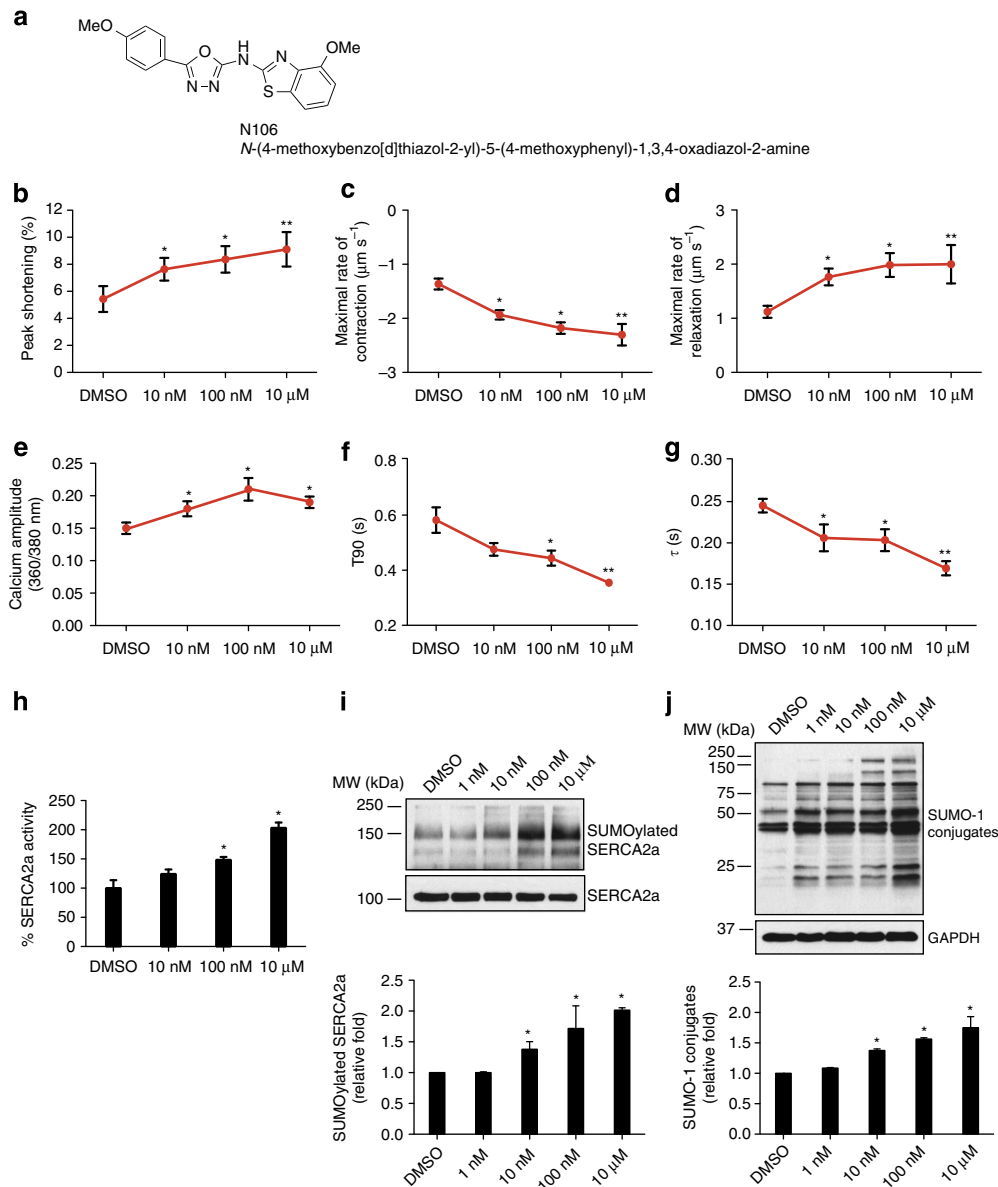 a
MeO
O
H
N
N
OMe
N–N
S
N106
N-(4-methoxybenzo[d]thiazol-2-yl)-5-(4-methoxyphenyl)-1,3,4-oxadiazol-2-amine
b
Peak shortening (%)
12
10
8
6
4
2
0
*
*
**
DMSO
10 nM
100 nM
10 μM
c
Maximal rate of
contraction (μm s⁻¹)
0
−1
−2
−3
*
*
**
DMSO
10 nM
100 nM
10 μM
d
Maximal rate of
relaxation (μm s⁻¹)
3
2
1
0
*
*
**
DMSO
10 nM
100 nM
10 μM
e
Calcium amplitude
(360/380 nm)
0.25
0.20
0.15
0.10
0.05
0.00
*
*
*
DMSO
10 nM
100 nM
10 μM
f
T90 (s)
0.8
0.6
0.4
0.2
*
**
DMSO
10 nM
100 nM
10 μM
g
τ (s)
0.30
0.25
0.20
0.15
0.10
*
*
**
DMSO
10 nM
100 nM
10 μM
h
% SERCA2a activity
250
200
150
100
50
0
*
*
DMSO
10 nM
100 nM
10 μM
i
MW (kDa)
DMSO
1 nM
10 nM
100 nM
10 μM
250
150
SUMOylated
SERCA2a
100
SERCA2a
SUMOylated SERCA2a
(relative fold)
2.5
2.0
1.5
1.0
0.5
0.0
*
*
*
DMSO
1 nM
10 nM
100 nM
10 μM
j
MW (kDa)
DMSO
1 nM
10 nM
100 nM
10 μM
250
150
75
50
25
SUMO-1
conjugates
37
GAPDH
SUMO-1 conjugates
(relative fold)
2.5
2.0
1.5
1.0
0.5
0.0
*
*
*
DMSO
1 nM
10 nM
100 nM
10 μM